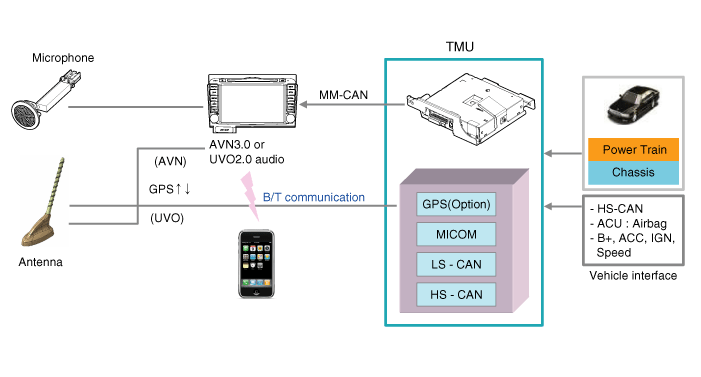 TMU
Microphone
MM-CAN
AVN3.0 or
UVO2.0 audio
(AVN)
GPS↑↓
(UVO)
B/T communication
Antenna
GPS(Option)
MICOM
LS - CAN
HS - CAN
Power Train
Chassis
- HS-CAN
- ACU : Airbag
- B+, ACC, IGN,
Speed
Vehicle interface